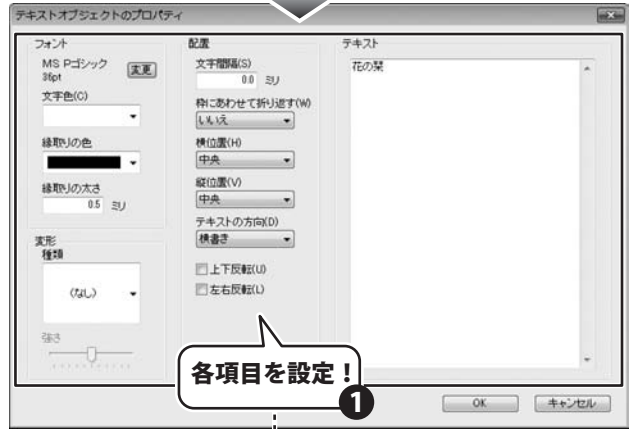 テキストオブジェクトのプロパティ
フォント
MS Pゴシック
36pt
変更
文字色(C)
縁取りの色
縁取りの太さ
0.5 ミリ
変形
種類
(なし)
強さ
配置
文字間隔(S)
0.0 ミリ
枠にあわせて折り返す(W)
いいえ
横位置(H)
中央
縦位置(V)
中央
テキストの方向(D)
横書き
上下反転(U)
左右反転(L)
テキスト
花の栞
各項目を設定！
1
OK
キャンセル